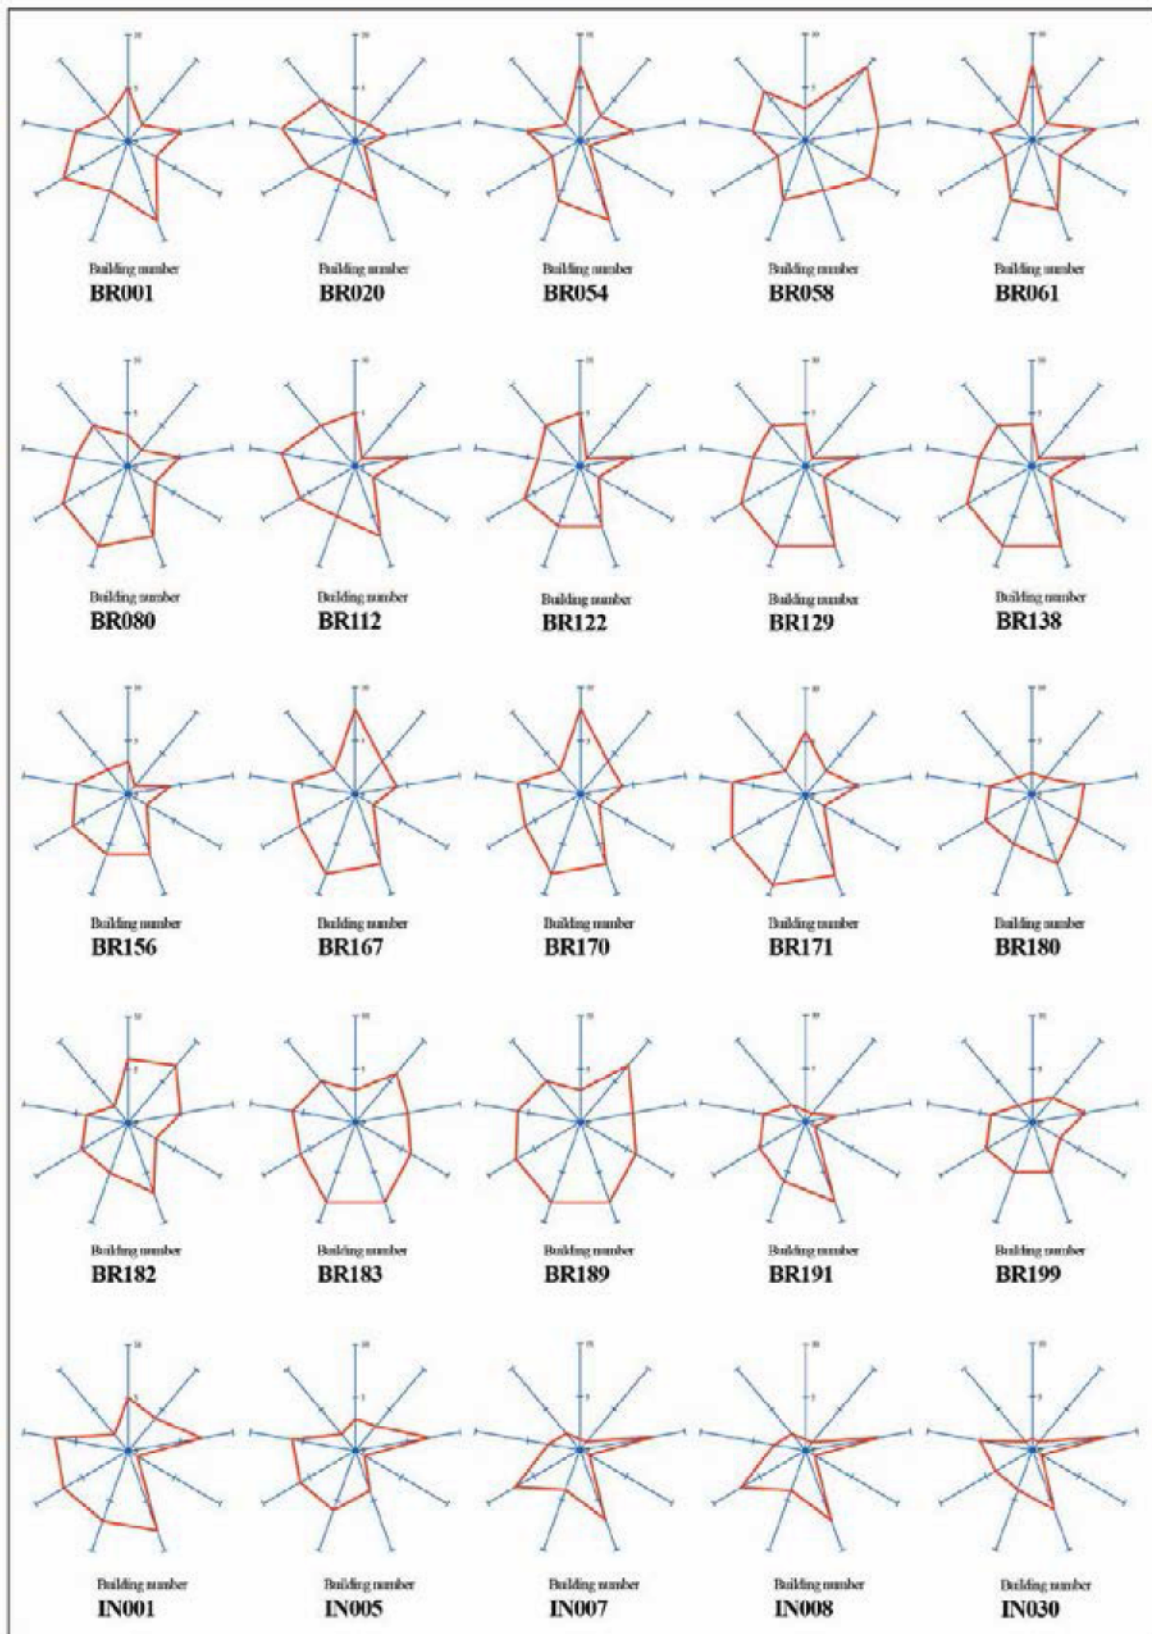 Building number
BR001
Building number
BR020
Building number
BR054
Building number
BR058
Building number
BR061
Building number
BR080
Building number
BR112
Building number
BR122
Building number
BR129
Building number
BR138
Building number
BR156
Building number
BR167
Building number
BR170
Building number
BR171
Building number
BR180
Building number
BR182
Building number
BR183
Building number
BR189
Building number
BR191
Building number
BR199
Building number
IN001
Building number
IN005
Building number
IN007
Building number
IN008
Building number
IN030